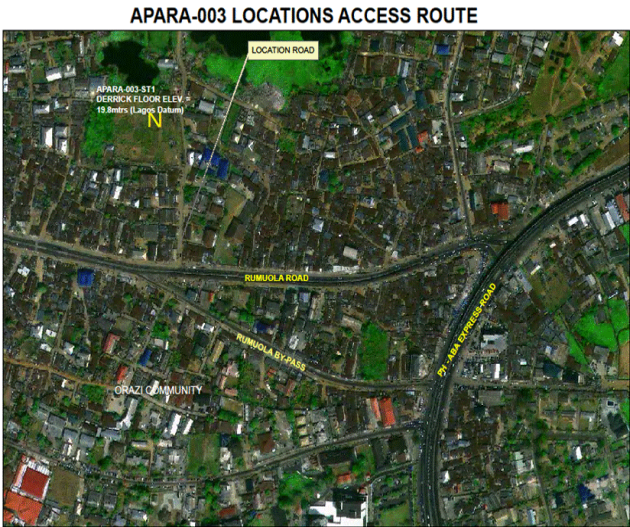 APARA-003 LOCATIONS ACCESS ROUTE
LOCATION ROAD
APARA-003-ST1
DERRICK FLOOR ELEV. =
19.8mtrs (Lagos Datum)
N
RUMUOLA ROAD
PH - ABA EXPRESS-ROAD
RUMUOLA BY-PASS
ORAZI COMMUNITY